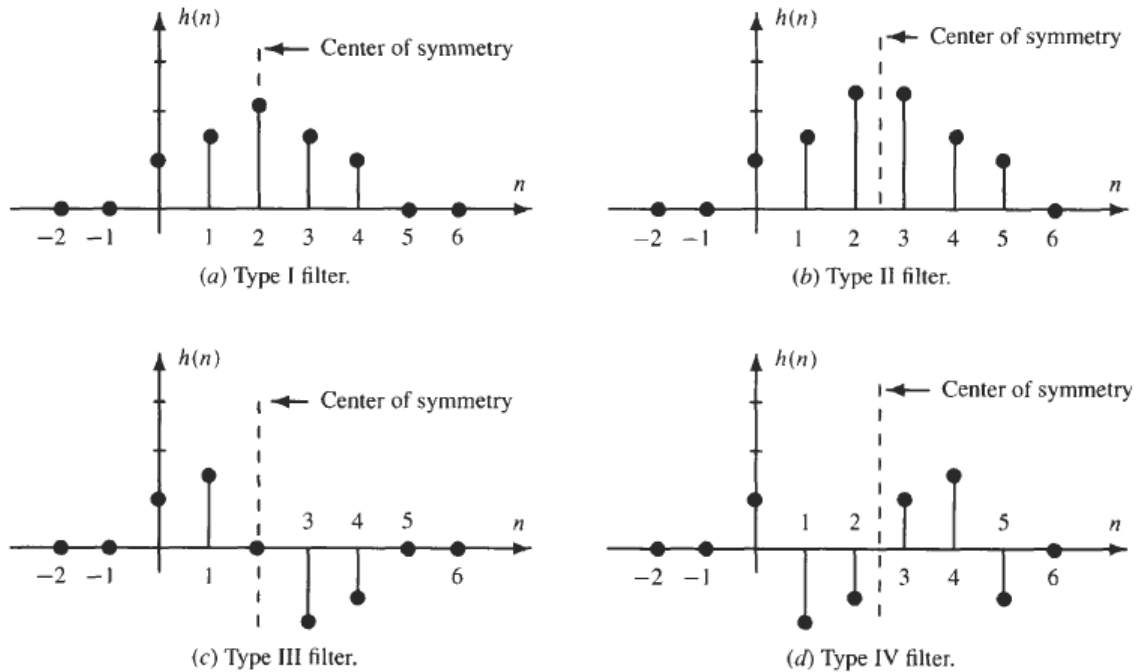 h(n)
Center of symmetry
n
−2 −1 1 2 3 4 5 6
(a) Type I filter.
h(n)
Center of symmetry
n
−2 −1 1 2 3 4 5 6
(b) Type II filter.
h(n)
Center of symmetry
3 4 5 n
−2 −1 1 6
(c) Type III filter.
h(n)
Center of symmetry
1 2 5 n
−2 −1 3 4 6
(d) Type IV filter.